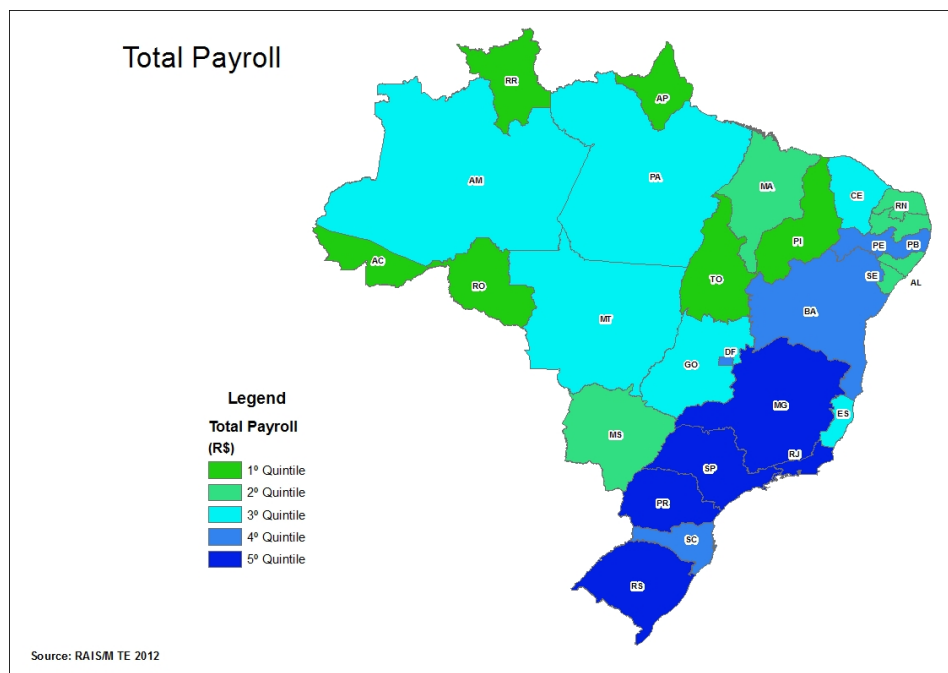 Total Payroll
RR
AP
AM
PA
MA
CE
RN
PI
PE
PB
AC
RO
TO
SE
AL
BA
MT
DF
GO
MG
ES
MS
RJ
SP
PR
SC
RS
Legend
Total Payroll
(R$)
1º Quintile
2º Quintile
3º Quintile
4º Quintile
5º Quintile
Source: RAIS/M TE 2012